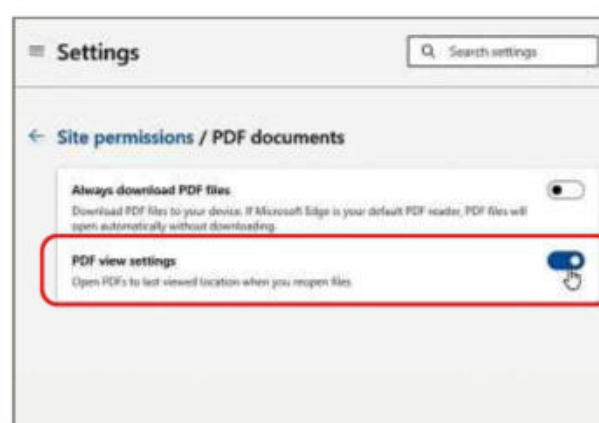 Settings
Search settings
Site permissions / PDF documents
Always download PDF files
Download PDF files to your device. If Microsoft Edge is your default PDF reader, PDF files will
open automatically without downloading.
PDF view settings
Open PDFs to last viewed location when you reopen files